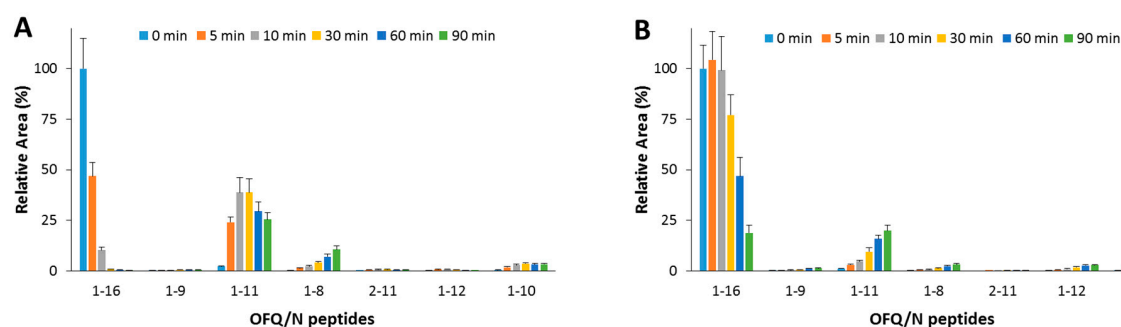 A
0 min 5 min 10 min 30 min 60 min 90 min
Relative Area (%)
100
75
50
25
0
1-16 1-9 1-11 1-8 2-11 1-12 1-10
OFQ/N peptides
B
0 min 5 min 10 min 30 min 60 min 90 min
Relative Area (%)
100
75
50
25
0
1-16 1-9 1-11 1-8 2-11 1-12
OFQ/N peptides